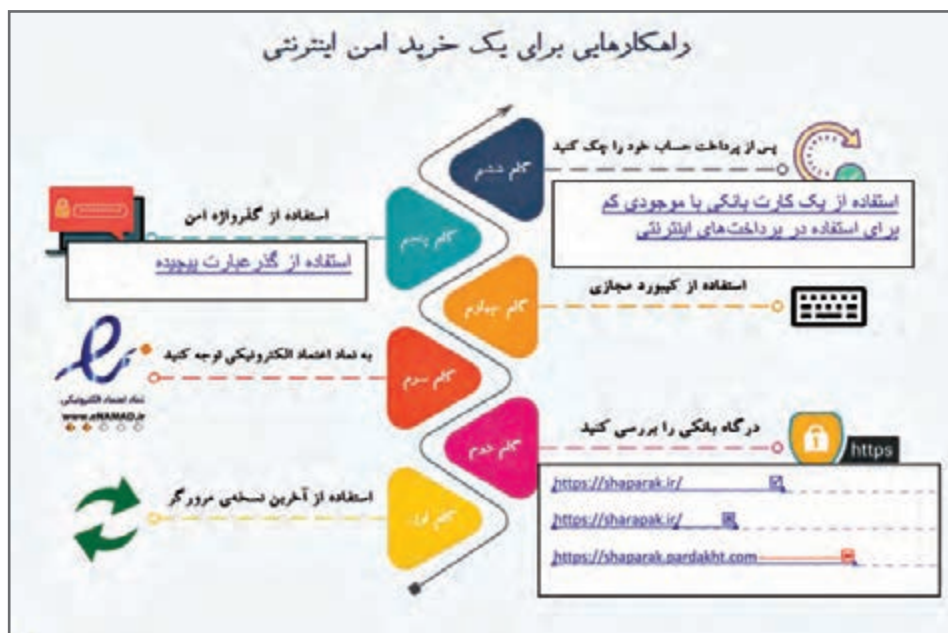 راهکارهایی برای یک خرید امن اینترنتی
پس از پرداخت حساب خود را چک کنید
گام ششم
استفاده از یک کارت بانکی با موجودی کم
برای استفاده در پرداخت‌های اینترنتی
استفاده از گذرواژه امن
گام پنجم
استفاده از گذر عبارت پیچیده
استفاده از کیبورد مجازی
گام چهارم
به نماد اعتماد الکترونیکی توجه کنید
گام سوم
نماد اعتماد الکترونیکی
www.eNAMAD.ir
درگاه بانکی را بررسی کنید
گام دوم
https
https://shaparak.ir/
https://sharapak.ir/
https://shaparak.pardakht.com
استفاده از آخرین نسخه‌ی مرورگر
گام اول